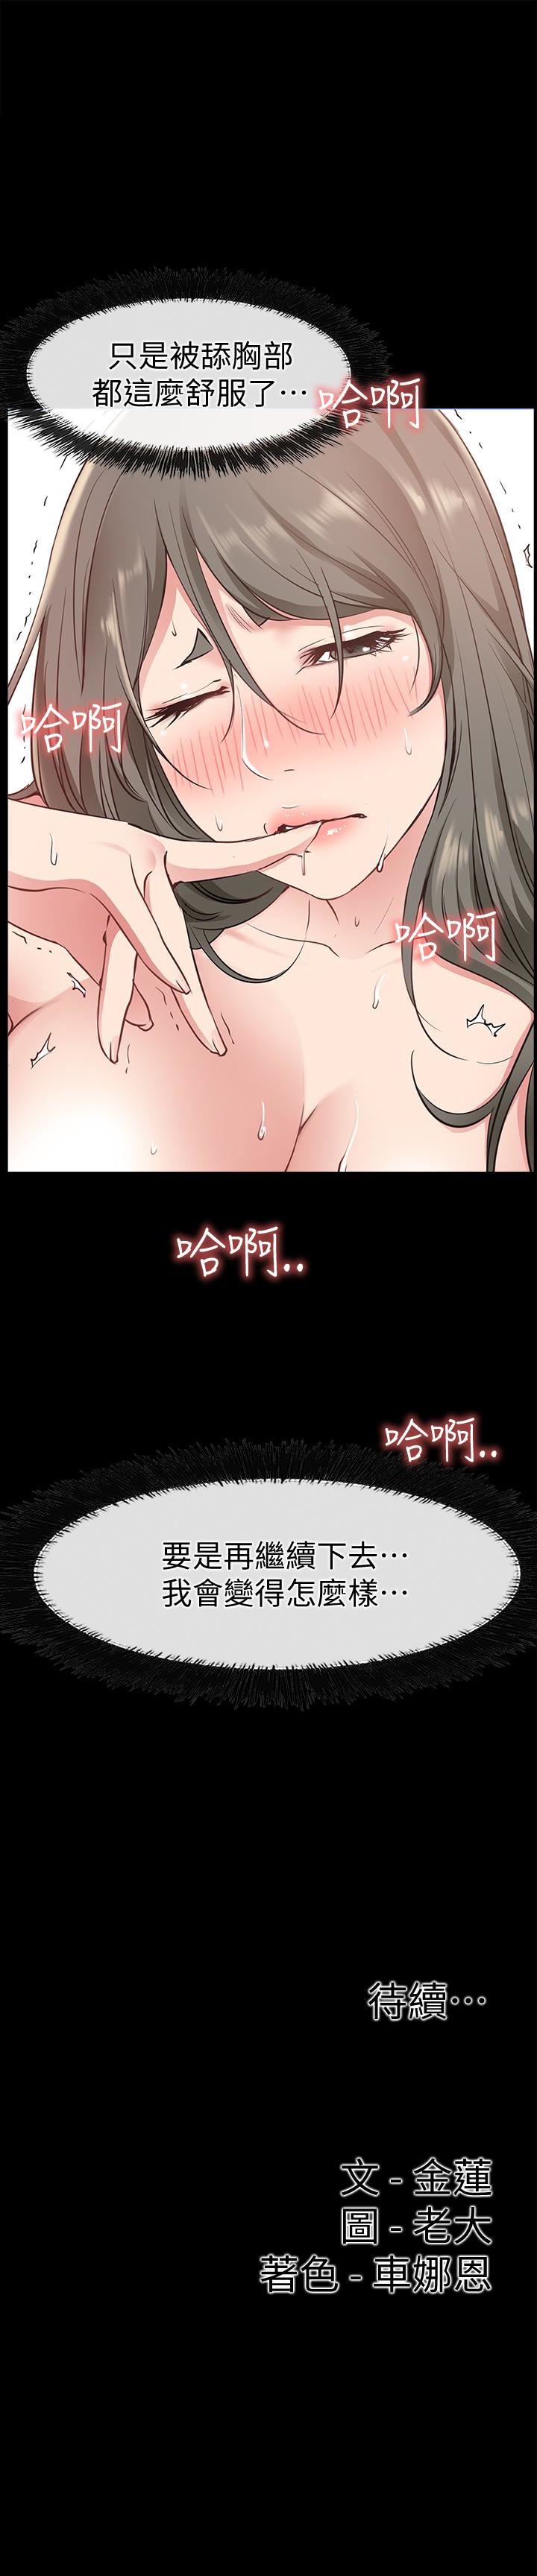 只是被舔胸部
都這麼舒服了⋯
哈啊
哈啊
哈啊
哈啊..
哈啊..
要是再繼續下去⋯
我會變得怎麼樣⋯
待續⋯
文 - 金蓮
圖 - 老大
著色 - 車娜恩